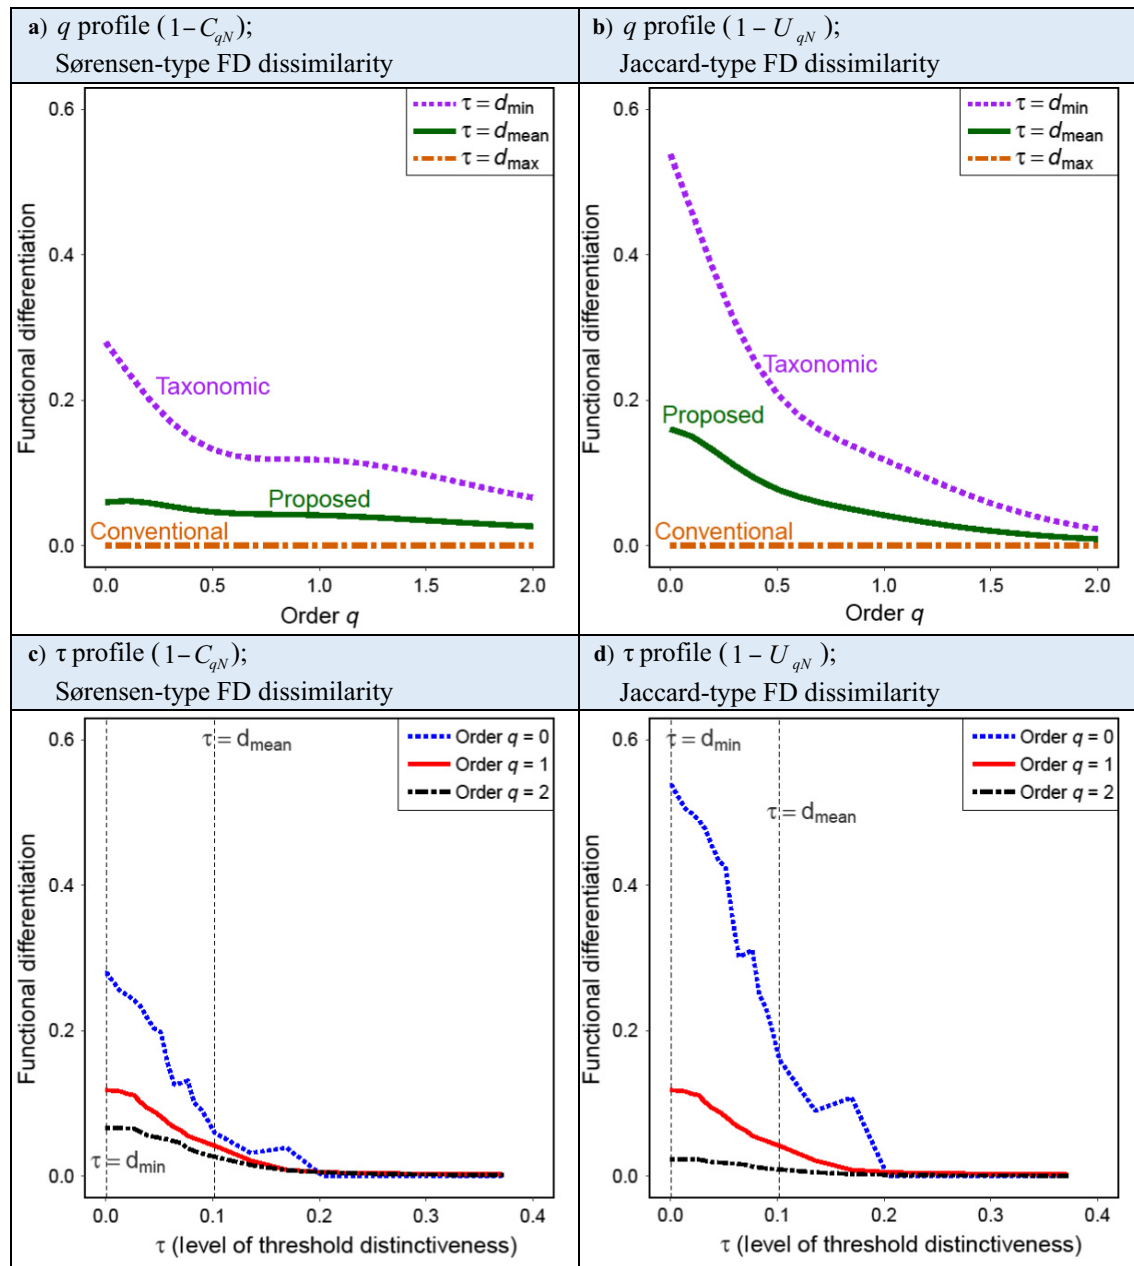 a) q profile (1−C_qN);
Sørensen-type FD dissimilarity
b) q profile (1− U_qN );
Jaccard-type FD dissimilarity
0.6
0.4
0.2
0.0
Functional differentiation
τ = d_min
τ = d_mean
τ = d_max
Taxonomic
Proposed
Conventional
0.0 0.5 1.0 1.5 2.0
Order q
0.6
0.4
0.2
0.0
Functional differentiation
τ = d_min
τ = d_mean
τ = d_max
Taxonomic
Proposed
Conventional
0.0 0.5 1.0 1.5 2.0
Order q
c) τ profile (1−C_qN);
Sørensen-type FD dissimilarity
d) τ profile (1− U_qN );
Jaccard-type FD dissimilarity
0.6
0.4
0.2
0.0
Functional differentiation
τ = d_mean
Order q = 0
Order q = 1
Order q = 2
τ = d_min
0.0 0.1 0.2 0.3 0.4
τ (level of threshold distinctiveness)
0.6
0.4
0.2
0.0
Functional differentiation
τ = d_min
Order q = 0
Order q = 1
Order q = 2
τ = d_mean
0.0 0.1 0.2 0.3 0.4
τ (level of threshold distinctiveness)